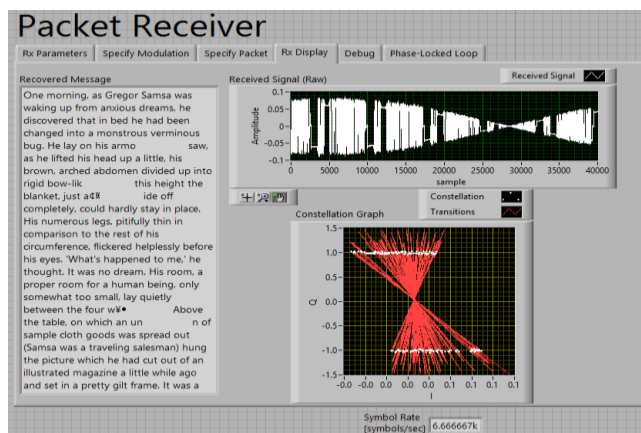 Packet Receiver
Rx Parameters
Specify Modulation
Specify Packet
Rx Display
Debug
Phase-Locked Loop
Recovered Message
One morning, as Gregor Samsa was
waking up from anxious dreams, he
discovered that in bed he had been
changed into a monstrous verminous
bug. He lay on his armo saw,
as he lifted his head up a little, his
brown, arched abdomen divided up into
rigid bow-lik this height the
blanket, just a¢ ide off
completely, could hardly stay in place.
His numerous legs, pitifully thin in
comparison to the rest of his
circumference, flickered helplessly before
his eyes. 'What's happened to me,' he
thought. It was no dream. His room, a
proper room for a human being, only
somewhat too small, lay quietly
between the four w¥• Above
the table, on which an un n of
sample cloth goods was spread out
(Samsa was a traveling salesman) hung
the picture which he had cut out of an
illustrated magazine a little while ago
and set in a pretty gilt frame. It was a
Received Signal (Raw)
Received Signal
Amplitude
0.1
0.05
0
-0.05
-0.1
0 5000 10000 15000 20000 25000 30000 35000 40000
sample
Constellation Graph
Constellation
Transitions
Q
1.5
1.0
0.5
0.0
-0.5
-1.0
-1.5
-0.0 -0.0 0.0 0.0 0.0 0.1 0.1 0.1
I
Symbol Rate
[symbols/sec]
6.666667k